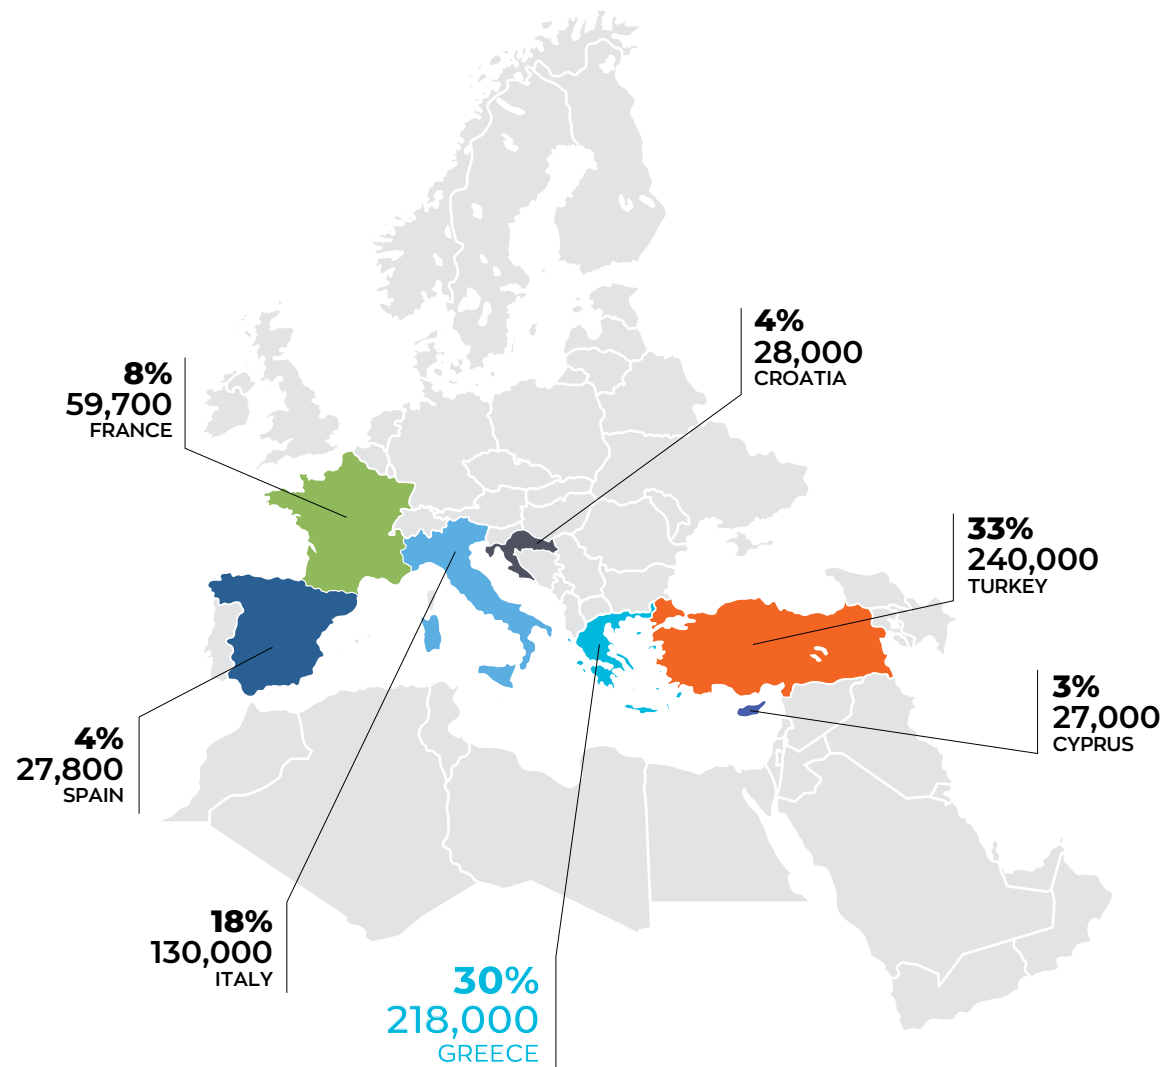 4%
28,000
CROATIA
8%
59,700
FRANCE
33%
240,000
TURKEY
3%
27,000
CYPRUS
4%
27,800
SPAIN
18%
130,000
ITALY
30%
218,000
GREECE